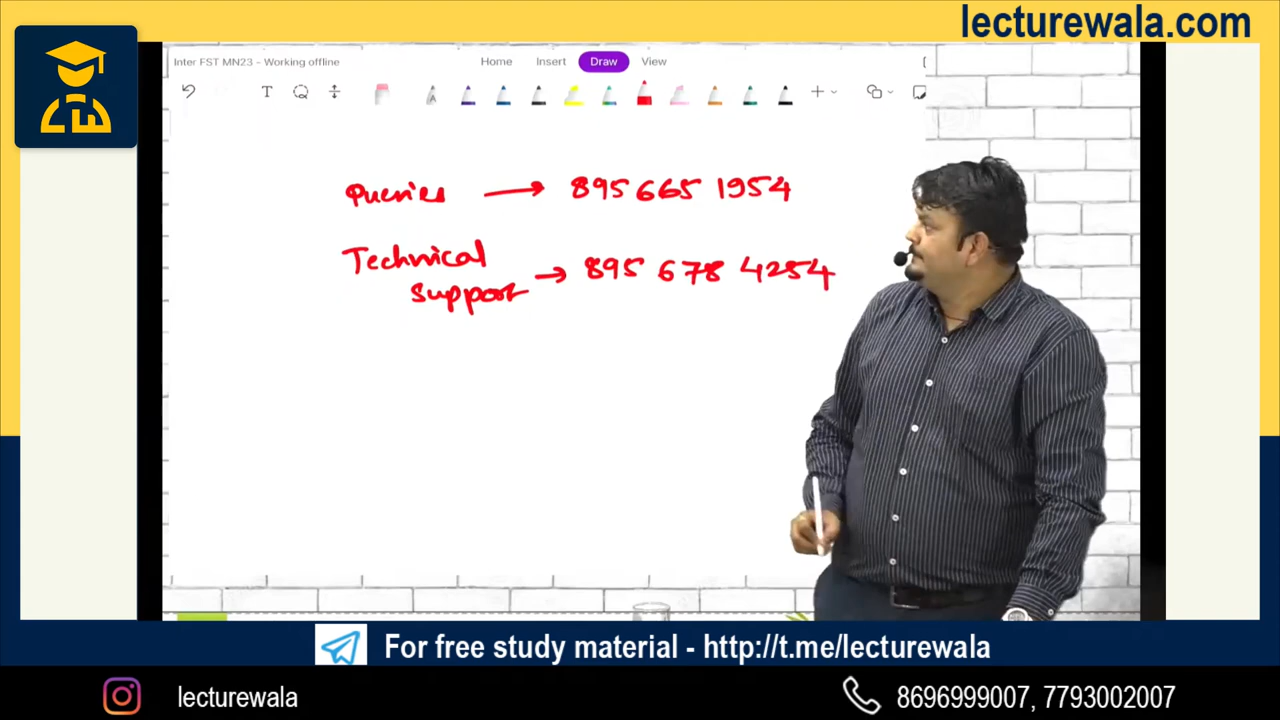 lecturewala.com
Inter FST MN23 - Working offline
Home Insert Draw View
Queries → 895 665 1954
Technical
support → 895 678 4254
For free study material - http://t.me/lecturewala
lecturewala
8696999007, 7793002007